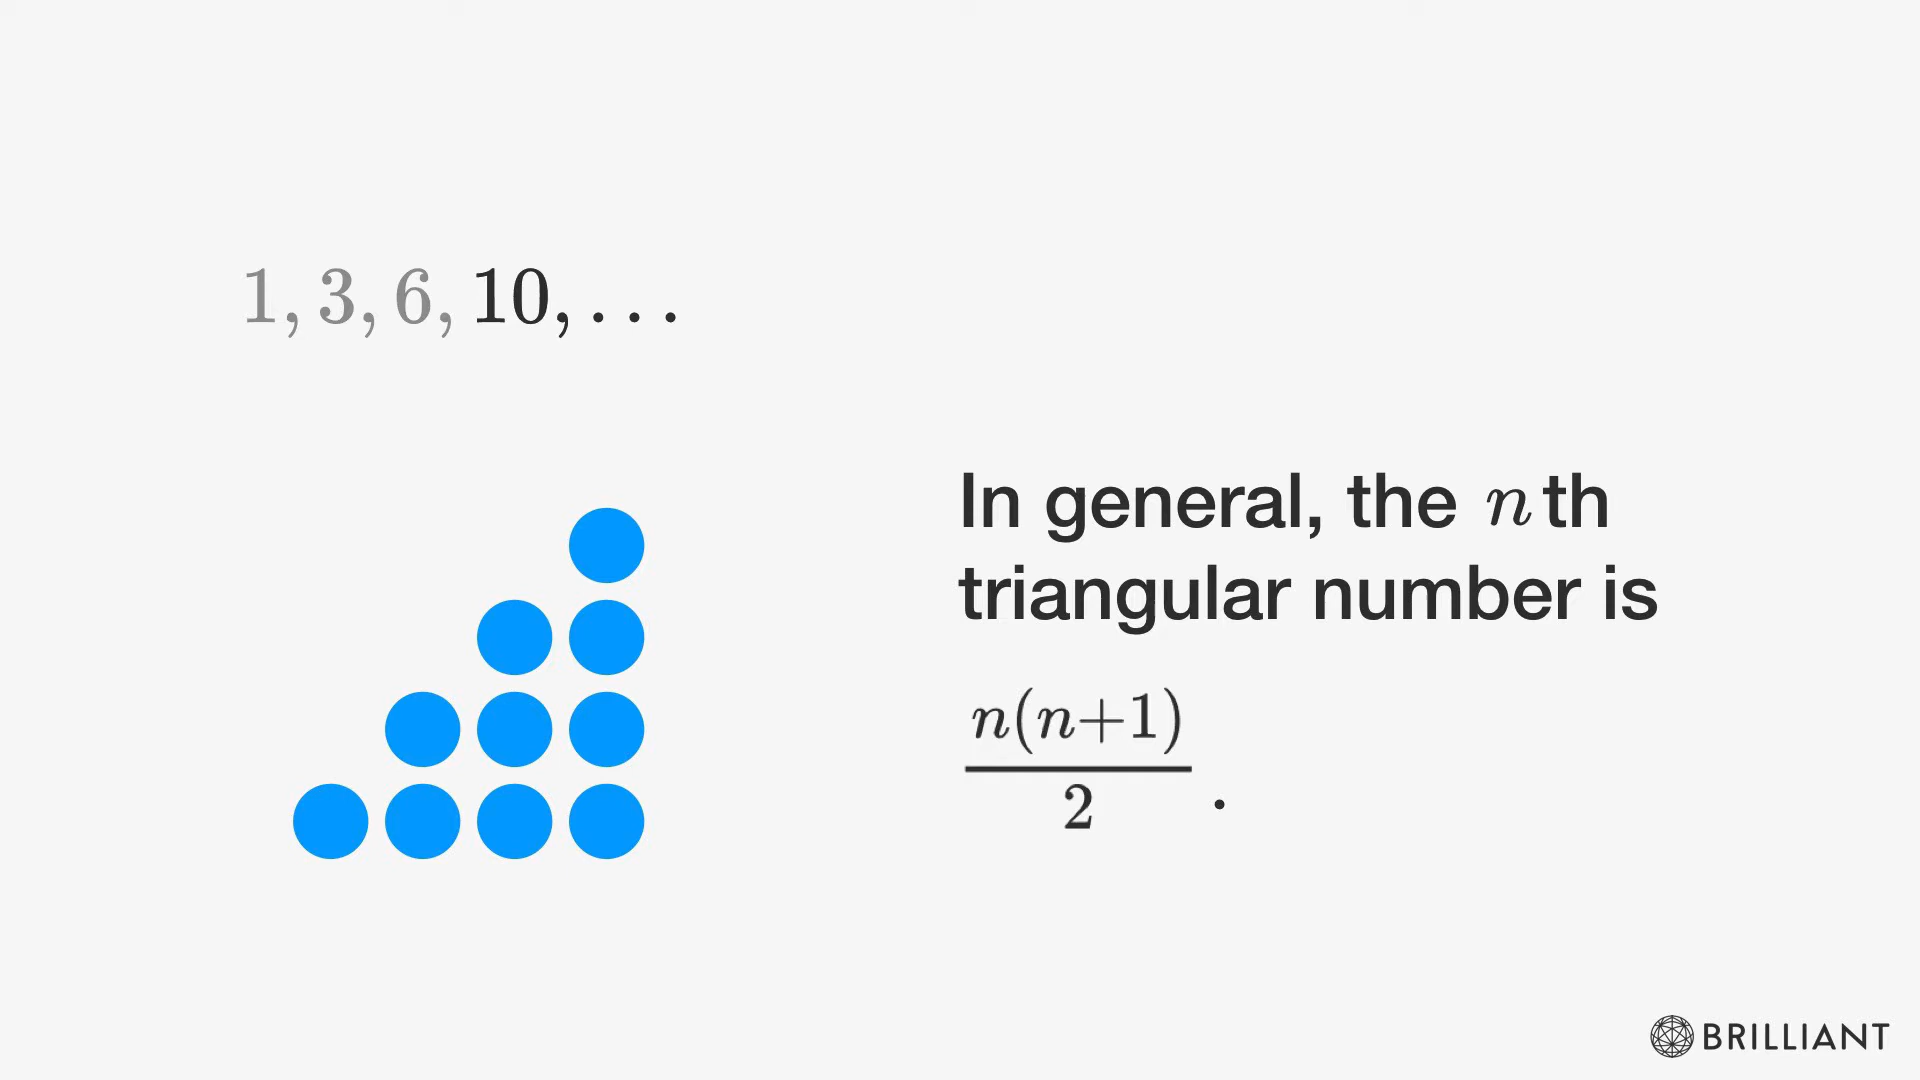 1, 3, 6, 10, . . .
In general, the n th
triangular number is
n(n+1)
2 .
BRILLIANT